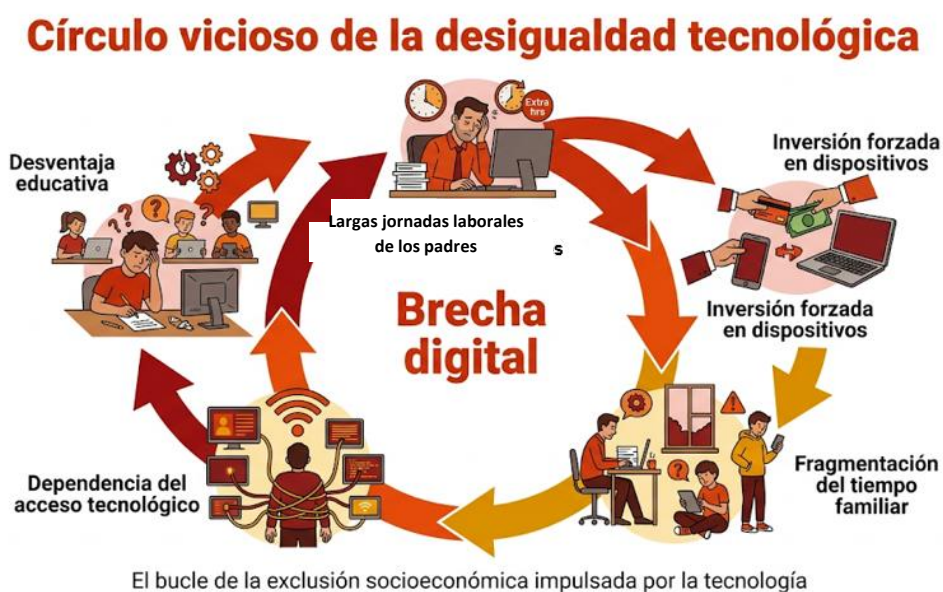 Círculo vicioso de la desigualdad tecnológica
Extra
hrs
Desventaja
educativa
Inversión forzada
en dispositivos
Largas jornadas laborales
de los padres
s
Brecha
digital
Inversión forzada
en dispositivos
Dependencia del
acceso tecnológico
Fragmentación
del tiempo
familiar
El bucle de la exclusión socioeconómica impulsada por la tecnología